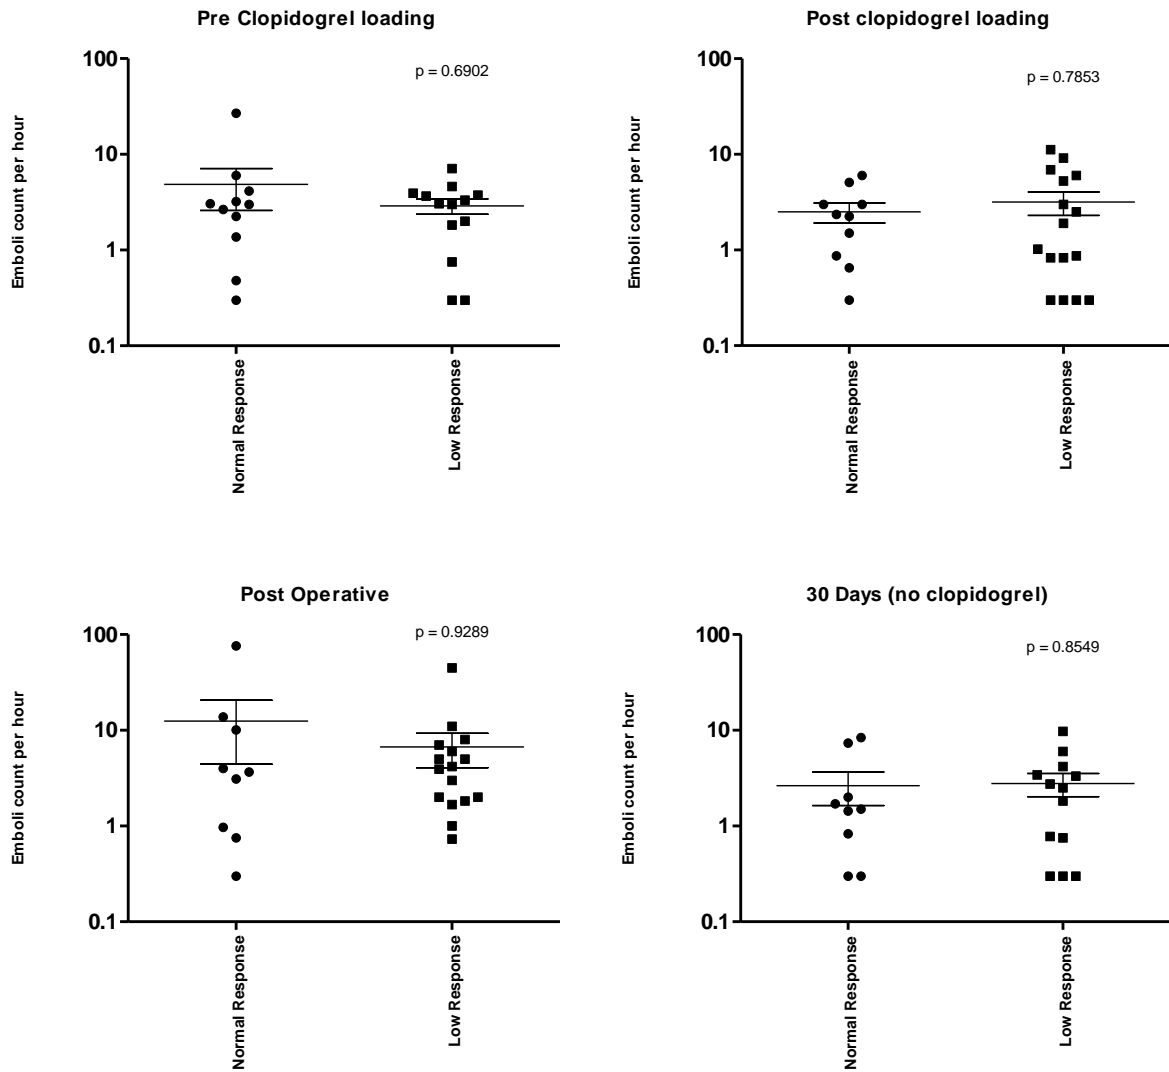 Pre Clopidogrel loading
Emboli count per hour
100
10
1
0.1
p = 0.6902
Normal Response
Low Response
Post clopidogrel loading
Emboli count per hour
100
10
1
0.1
p = 0.7853
Normal Response
Low Response
Post Operative
Emboli count per hour
100
10
1
0.1
p = 0.9289
Normal Response
Low Response
30 Days (no clopidogrel)
Emboli count per hour
100
10
1
0.1
p = 0.8549
Normal Response
Low Response